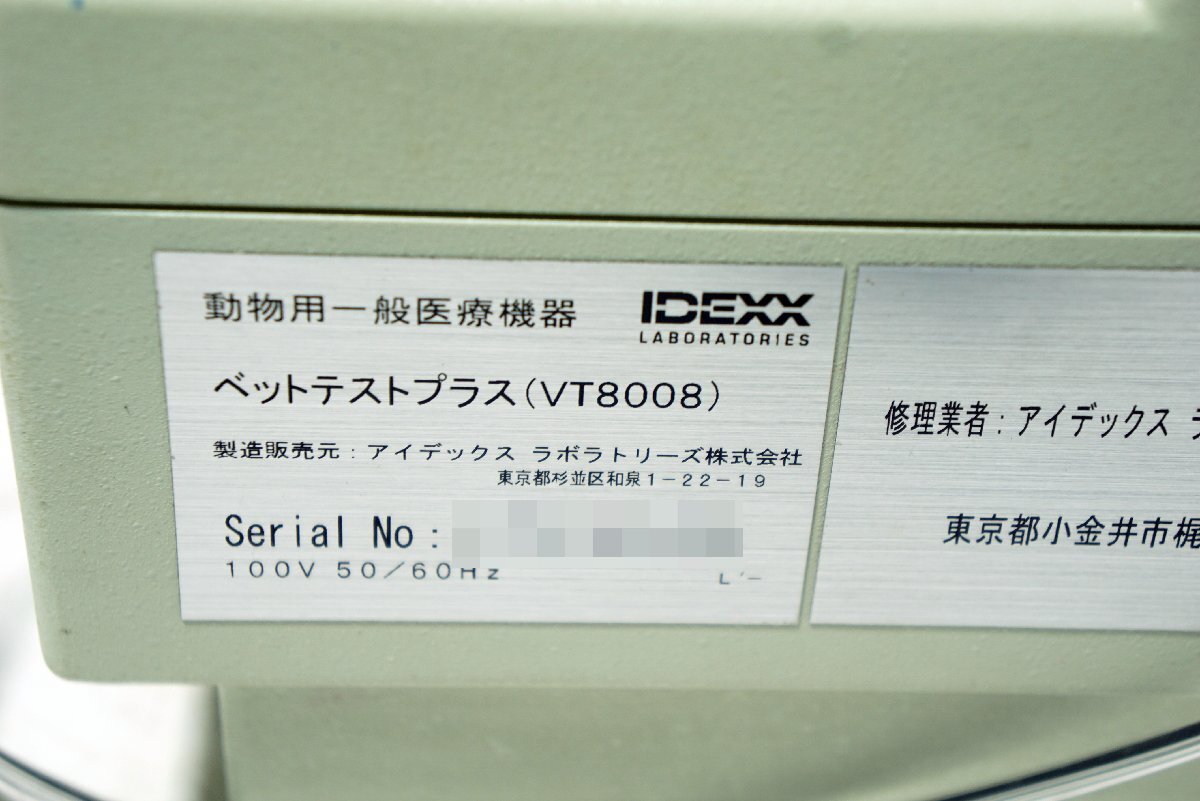 動物用一般医療機器
IDEXX
LABORATORIES
ベットテストプラス(VT8008)
製造販売元：アイデックス ラボラトリーズ株式会社
東京都杉並区和泉1-22-19
Serial No:
100V 50/60Hz
修理業者：アイデックス ラ
東京都小金井市梶